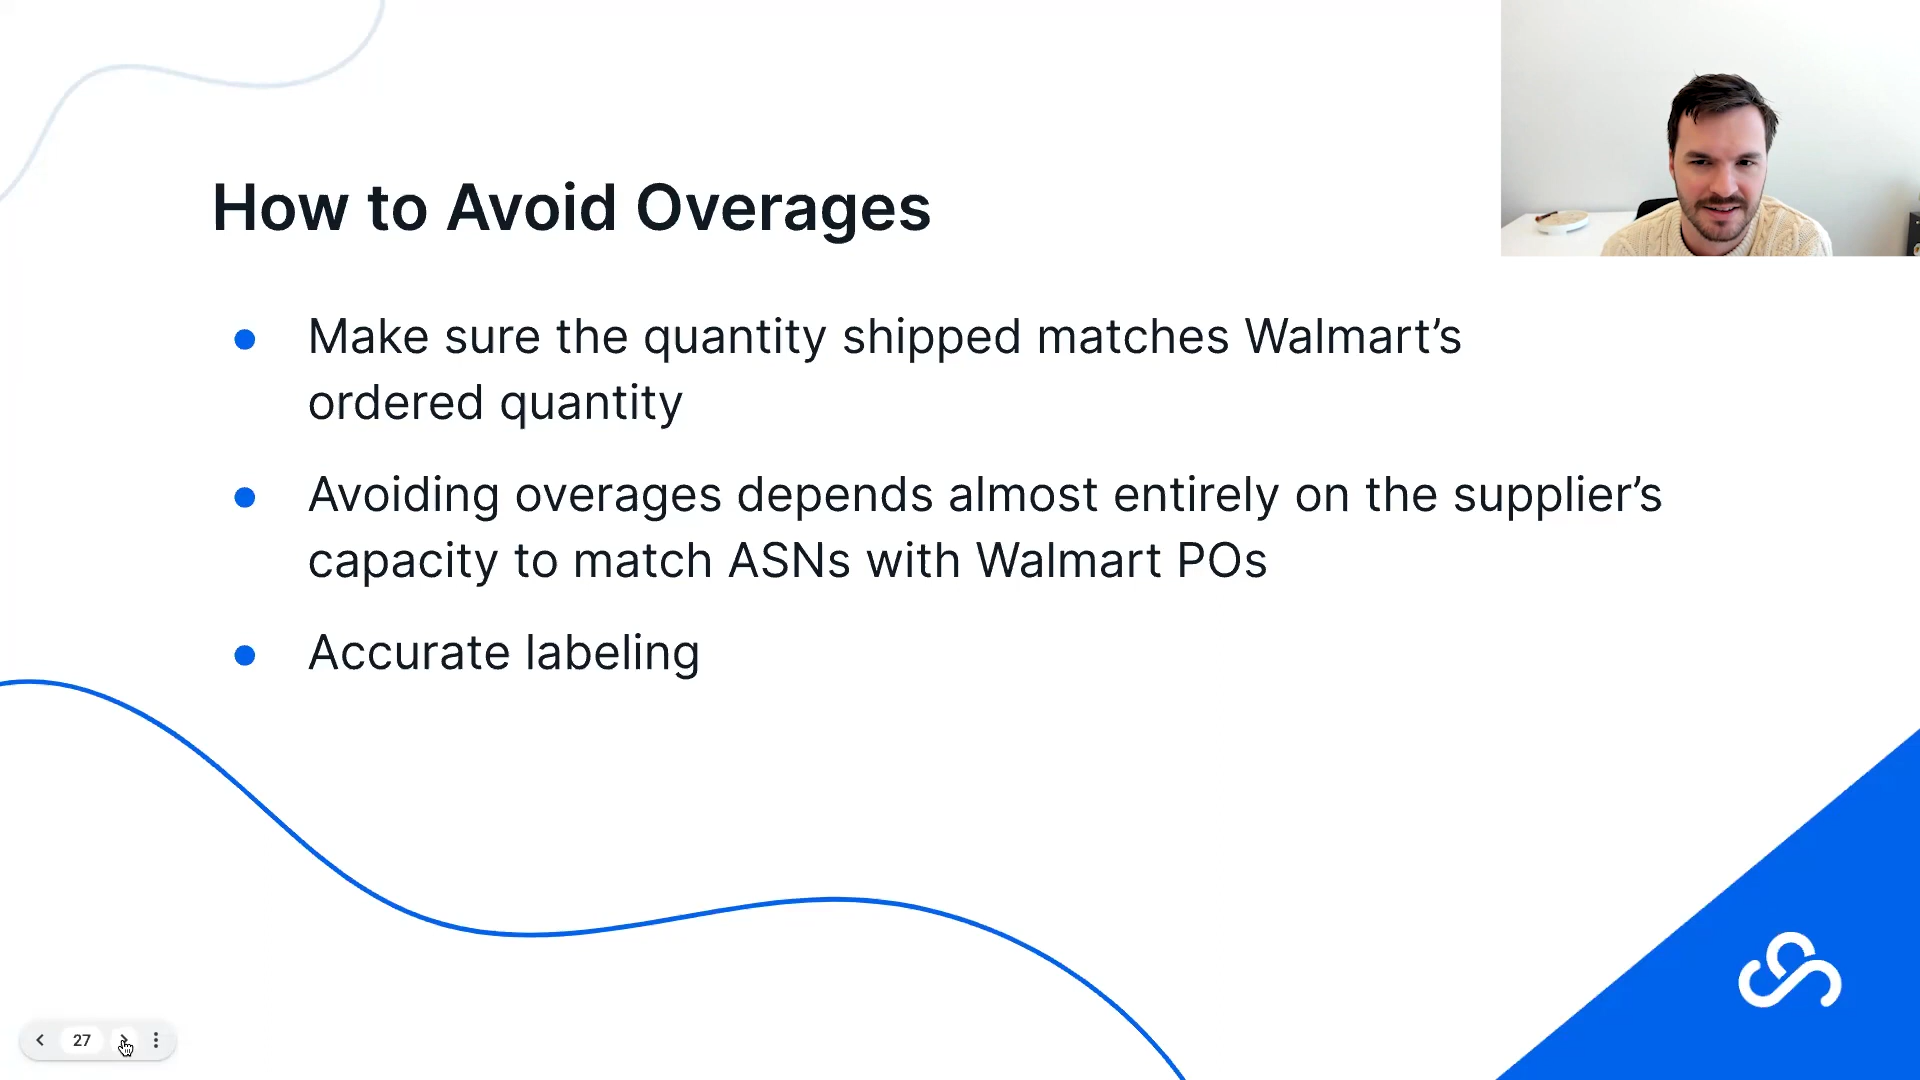 How to Avoid Overages
● Make sure the quantity shipped matches Walmart’s
ordered quantity
● Avoiding overages depends almost entirely on the supplier’s
capacity to match ASNs with Walmart POs
● Accurate labeling
27